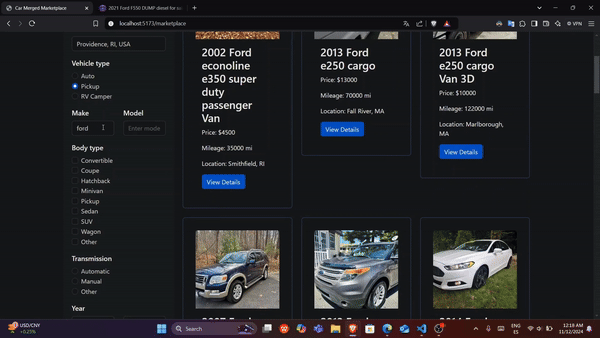 Car Merged Marketplace
2021 Ford F550 DUMP diesel for sa
localhost:5173/marketplace
VPN
Providence, RI, USA
Vehicle type
Auto
Pickup
RV Camper
Make
Model
ford
Enter mode
Body type
Convertible
Coupe
Hatchback
Minivan
Pickup
Sedan
SUV
Wagon
Other
Transmission
Automatic
Manual
Other
Year
2002 Ford
econoline
e350 super
duty
passenger
Van
Price: $4500
Mileage: 35000 mi
Location: Smithfield, RI
View Details
2013 Ford
e250 cargo
Price: $13000
Mileage: 70000 mi
Location: Fall River, MA
View Details
2013 Ford
e250 cargo
Van 3D
Price: $10000
Mileage: 122000 mi
Location: Marlborough,
MA
View Details
USD/CNY
+0.25%
Search
ENG
ES
12:18 AM
11/12/2024